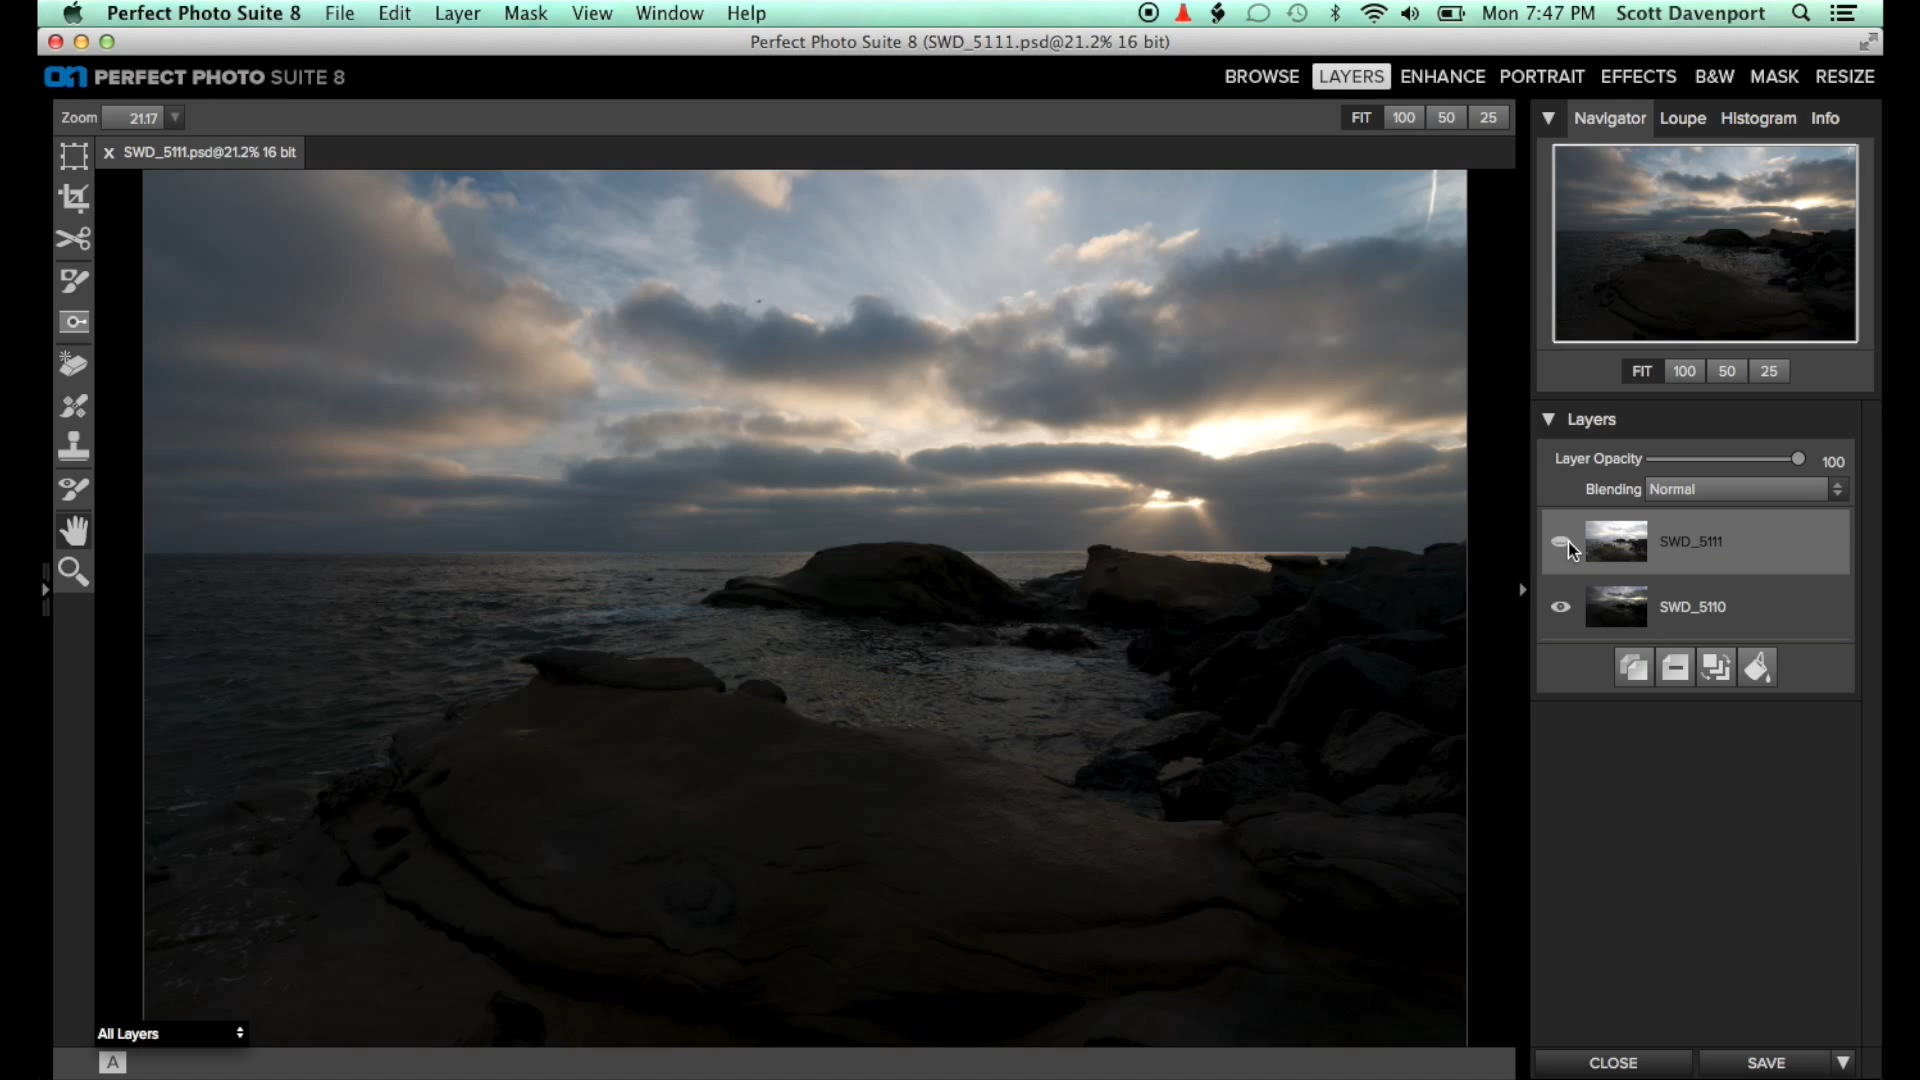 Perfect Photo Suite 8 File Edit Layer Mask View Window Help Mon 7:47 PM Scott Davenport
Perfect Photo Suite 8 (SWD_5111.psd@21.2% 16 bit)
on1 PERFECT PHOTO SUITE 8 BROWSE LAYERS ENHANCE PORTRAIT EFFECTS B&W MASK RESIZE
Zoom 21.17 FIT 100 50 25
Navigator Loupe Histogram Info
X SWD_5111.psd@21.2% 16 bit
FIT 100 50 25
Layers
Layer Opacity 100
Blending Normal
SWD_5111
SWD_5110
All Layers
A
CLOSE SAVE